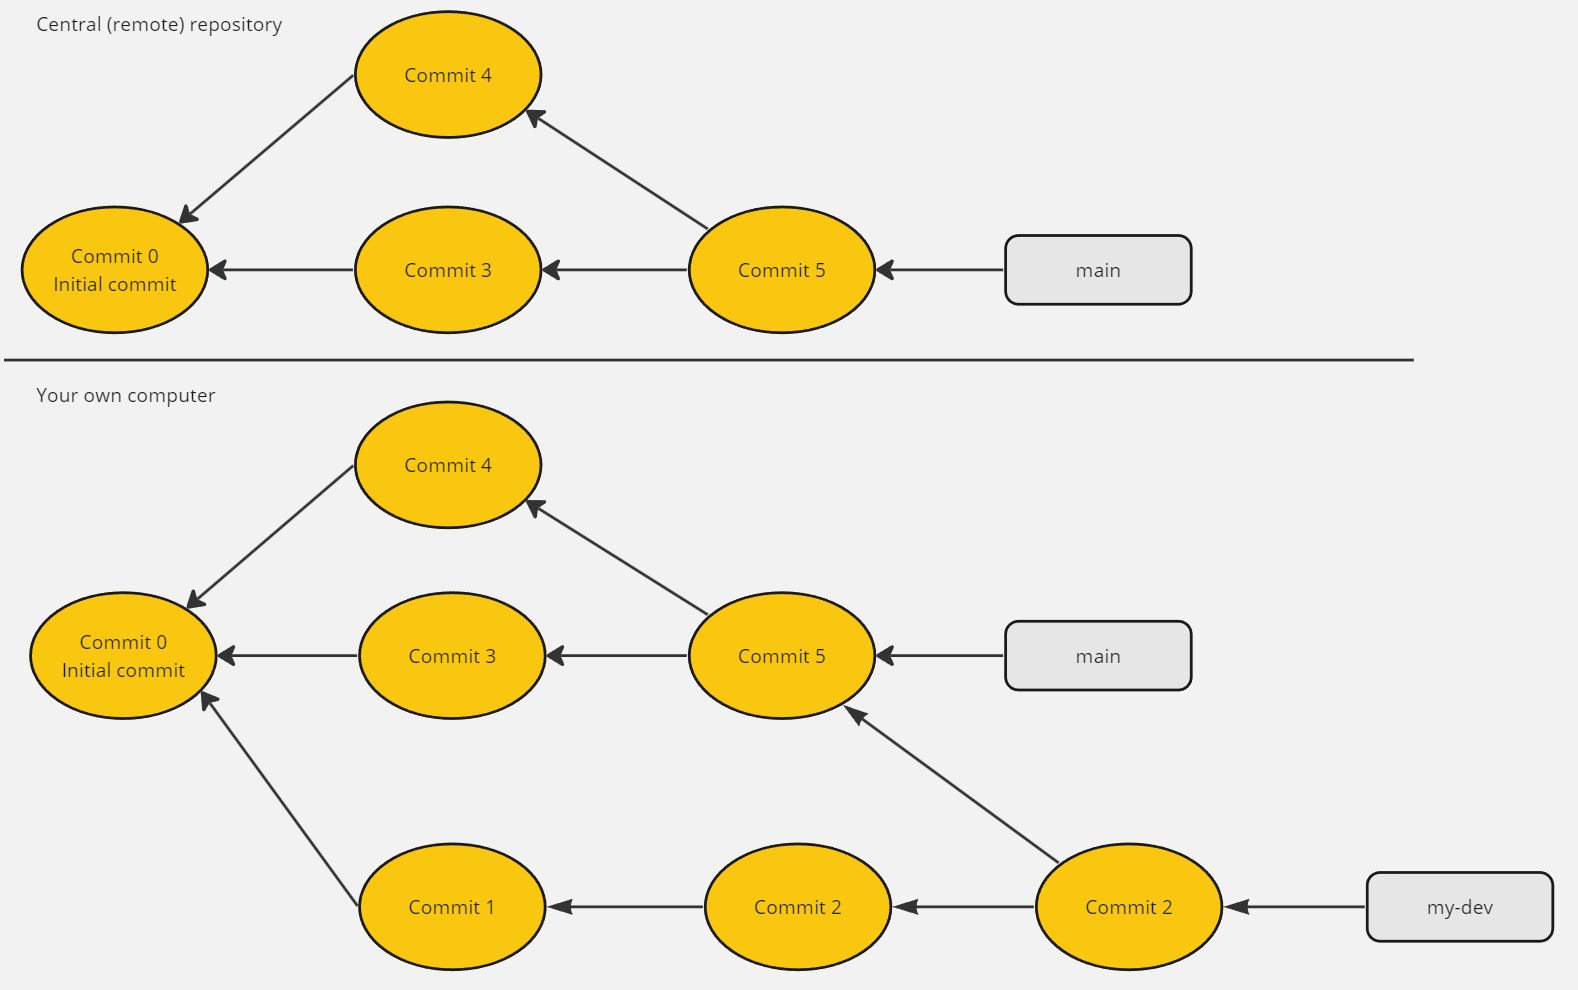 Central (remote) repository
Commit 4
Commit 0
Initial commit
Commit 3
Commit 5
main
Your own computer
Commit 4
Commit 0
Initial commit
Commit 3
Commit 5
main
Commit 1
Commit 2
Commit 2
my-dev